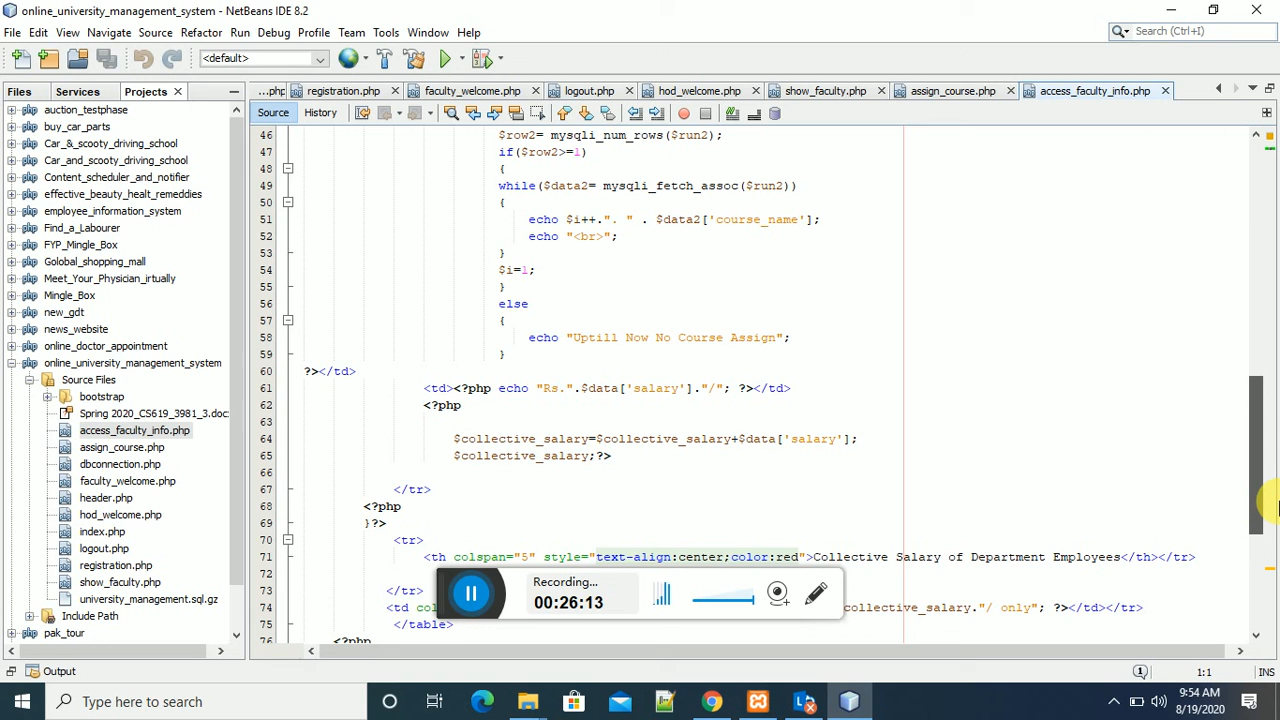 online_university_management_system - NetBeans IDE 8.2
File Edit View Navigate Source Refactor Run Debug Profile Team Tools Window Help
Search (Ctrl+I)
<default>
Files Services Projects
...php registration.php faculty_welcome.php logout.php hod_welcome.php show_faculty.php assign_course.php access_faculty_info.php
Source History
auction_testphase
buy_car_parts
Car_&_scooty_driving_school
Car_and_scooty_driving_school
Content_scheduler_and_notifier
effective_beauty_healt_remeddies
employee_information_system
Find_a_Labourer
FYP_Mingle_Box
Golobal_shopping_mall
Meet_Your_Physician_irtually
Mingle_Box
new_gdt
news_website
online_doctor_appointment
online_university_management_system
Source Files
bootstrap
Spring 2020_CS619_3981_3.doc
access_faculty_info.php
assign_course.php
dbconnection.php
faculty_welcome.php
header.php
hod_welcome.php
index.php
logout.php
registration.php
show_faculty.php
university_management.sql.gz
Include Path
pak_tour
46 $row2= mysqli_num_rows($run2);
47 if($row2>=1)
48 {
49 while($data2= mysqli_fetch_assoc($run2))
50 {
51 echo $i++.". " . $data2['course_name'];
52 echo "<br>";
53 }
54 $i=1;
55 }
56 else
57 {
58 echo "Uptill Now No Course Assign";
59 }
60 ?></td>
61 <td><?php echo "Rs.".$data['salary']."/"; ?></td>
62 <?php
63
64 $collective_salary=$collective_salary+$data['salary'];
65 $collective_salary;?>
66
67 </tr>
68 <?php
69 }?>
70 <tr>
71 <th colspan="5" style="text-align:center;color:red">Collective Salary of Department Employees</th></tr>
72
73 </tr>
74 <td co collective_salary."/ only"; ?></td></tr>
75 </table>
76 <?php
Recording...
00:26:13
Output
1
1:1
INS
Type here to search
9:54 AM
8/19/2020